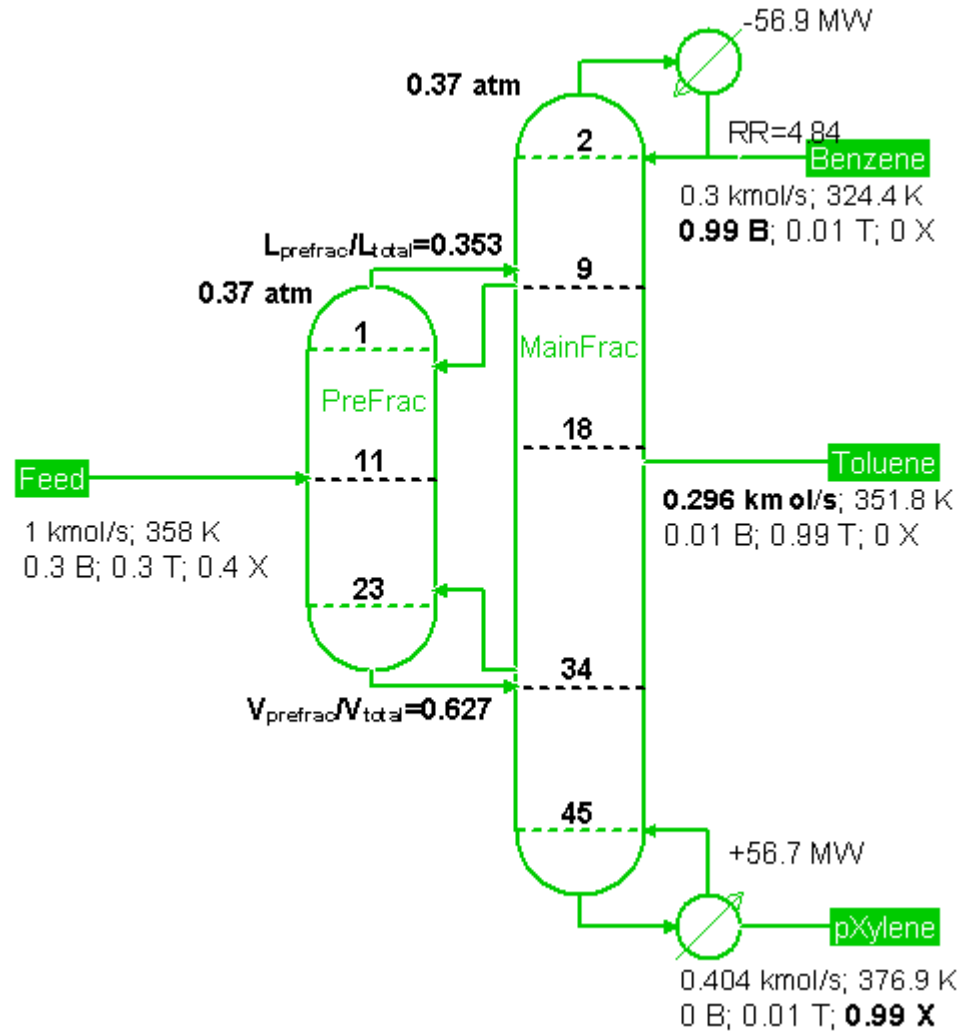 -56.9 MW
0.37 atm
2
RR=4.84
Benzene
0.3 kmol/s; 324.4 K
0.99 B; 0.01 T; 0 X
Lprefrac/Ltotal=0.353
9
0.37 atm
1
MainFrac
PreFrac
18
11
Feed
Toluene
1 kmol/s; 358 K
0.3 B; 0.3 T; 0.4 X
0.296 kmol/s; 351.8 K
0.01 B; 0.99 T; 0 X
23
34
Vprefrac/Vtotal=0.627
45
+56.7 MW
pXylene
0.404 kmol/s; 376.9 K
0 B; 0.01 T; 0.99 X